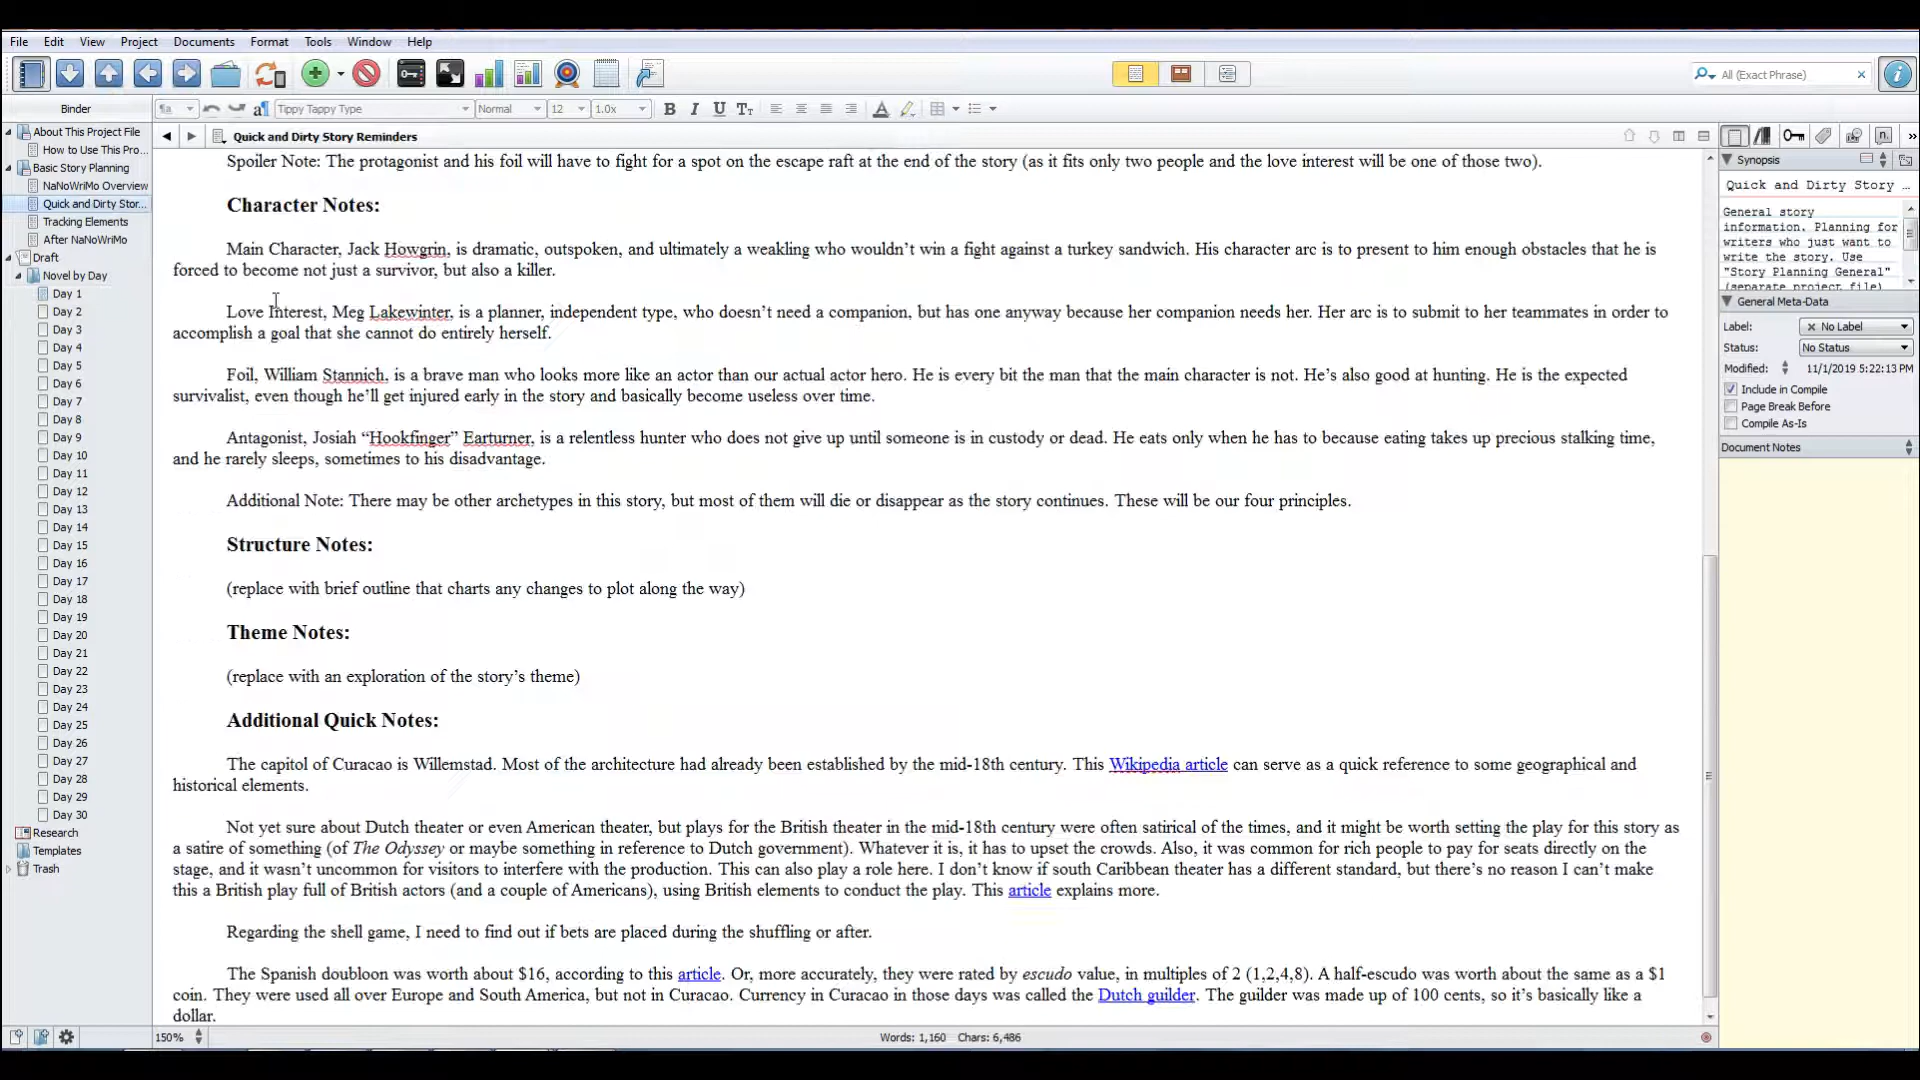 File Edit View Project Documents Format Tools Window Help
All (Exact Phrase)
Binder
Tippy Tappy Type Normal 12 1.0x B I U
Quick and Dirty Story Reminders
About This Project File
How to Use This Pro...
Basic Story Planning
NaNoWriMo Overview
Quick and Dirty Stor...
Tracking Elements
After NaNoWriMo
Draft
Novel by Day
Day 1
Day 2
Day 3
Day 4
Day 5
Day 6
Day 7
Day 8
Day 9
Day 10
Day 11
Day 12
Day 13
Day 14
Day 15
Day 16
Day 17
Day 18
Day 19
Day 20
Day 21
Day 22
Day 23
Day 24
Day 25
Day 26
Day 27
Day 28
Day 29
Day 30
Research
Templates
Trash
Spoiler Note: The protagonist and his foil will have to fight for a spot on the escape raft at the end of the story (as it fits only two people and the love interest will be one of those two).
Character Notes:
Main Character, Jack Howgrin, is dramatic, outspoken, and ultimately a weakling who wouldn’t win a fight against a turkey sandwich. His character arc is to present to him enough obstacles that he is
forced to become not just a survivor, but also a killer.
Love Interest, Meg Lakewinter, is a planner, independent type, who doesn’t need a companion, but has one anyway because her companion needs her. Her arc is to submit to her teammates in order to
accomplish a goal that she cannot do entirely herself.
Foil, William Stannich, is a brave man who looks more like an actor than our actual actor hero. He is every bit the man that the main character is not. He’s also good at hunting. He is the expected
survivalist, even though he’ll get injured early in the story and basically become useless over time.
Antagonist, Josiah “Hookfinger” Earturner, is a relentless hunter who does not give up until someone is in custody or dead. He eats only when he has to because eating takes up precious stalking time,
and he rarely sleeps, sometimes to his disadvantage.
Additional Note: There may be other archetypes in this story, but most of them will die or disappear as the story continues. These will be our four principles.
Structure Notes:
(replace with brief outline that charts any changes to plot along the way)
Theme Notes:
(replace with an exploration of the story’s theme)
Additional Quick Notes:
The capitol of Curacao is Willemstad. Most of the architecture had already been established by the mid-18th century. This Wikipedia article can serve as a quick reference to some geographical and
historical elements.
Not yet sure about Dutch theater or even American theater, but plays for the British theater in the mid-18th century were often satirical of the times, and it might be worth setting the play for this story as
a satire of something (of The Odyssey or maybe something in reference to Dutch government). Whatever it is, it has to upset the crowds. Also, it was common for rich people to pay for seats directly on the
stage, and it wasn’t uncommon for visitors to interfere with the production. This can also play a role here. I don’t know if south Caribbean theater has a different standard, but there’s no reason I can’t make
this a British play full of British actors (and a couple of Americans), using British elements to conduct the play. This article explains more.
Regarding the shell game, I need to find out if bets are placed during the shuffling or after.
The Spanish doubloon was worth about $16, according to this article. Or, more accurately, they were rated by escudo value, in multiples of 2 (1,2,4,8). A half-escudo was worth about the same as a $1
coin. They were used all over Europe and South America, but not in Curacao. Currency in Curacao in those days was called the Dutch guilder. The guilder was made up of 100 cents, so it’s basically like a
dollar.
150%
Words: 1,160 Chars: 6,486
Synopsis
Quick and Dirty Story ...
General story
information. Planning for
writers who just want to
write the story. Use
"Story Planning General"
(separate project file)
General Meta-Data
Label: No Label
Status: No Status
Modified: 11/1/2019 5:22:13 PM
Include in Compile
Page Break Before
Compile As-Is
Document Notes